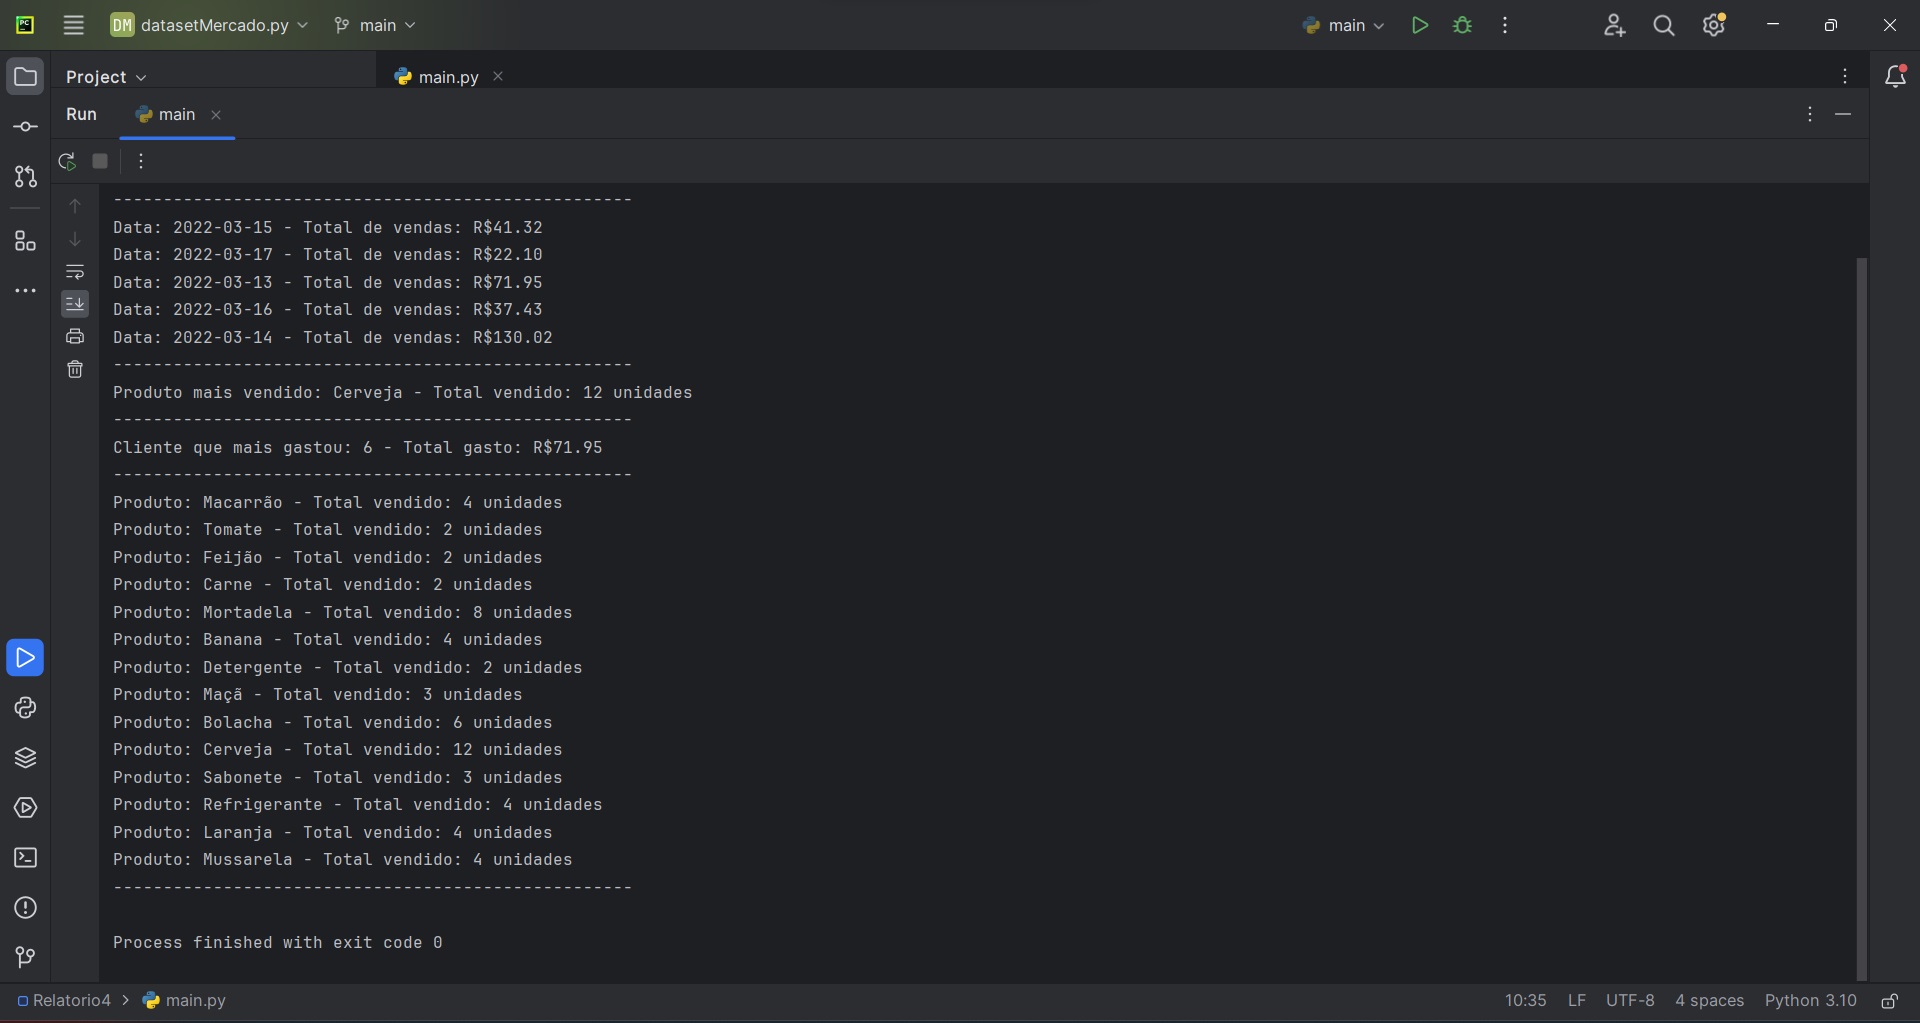 DM datasetMercado.py main main
Project main.py
Run main
----------------------------------------------------
Data: 2022-03-15 - Total de vendas: R$41.32
Data: 2022-03-17 - Total de vendas: R$22.10
Data: 2022-03-13 - Total de vendas: R$71.95
Data: 2022-03-16 - Total de vendas: R$37.43
Data: 2022-03-14 - Total de vendas: R$130.02
----------------------------------------------------
Produto mais vendido: Cerveja - Total vendido: 12 unidades
----------------------------------------------------
Cliente que mais gastou: 6 - Total gasto: R$71.95
----------------------------------------------------
Produto: Macarrão - Total vendido: 4 unidades
Produto: Tomate - Total vendido: 2 unidades
Produto: Feijão - Total vendido: 2 unidades
Produto: Carne - Total vendido: 2 unidades
Produto: Mortadela - Total vendido: 8 unidades
Produto: Banana - Total vendido: 4 unidades
Produto: Detergente - Total vendido: 2 unidades
Produto: Maçã - Total vendido: 3 unidades
Produto: Bolacha - Total vendido: 6 unidades
Produto: Cerveja - Total vendido: 12 unidades
Produto: Sabonete - Total vendido: 3 unidades
Produto: Refrigerante - Total vendido: 4 unidades
Produto: Laranja - Total vendido: 4 unidades
Produto: Mussarela - Total vendido: 4 unidades
----------------------------------------------------
Process finished with exit code 0
Relatorio4 > main.py 10:35 LF UTF-8 4 spaces Python 3.10